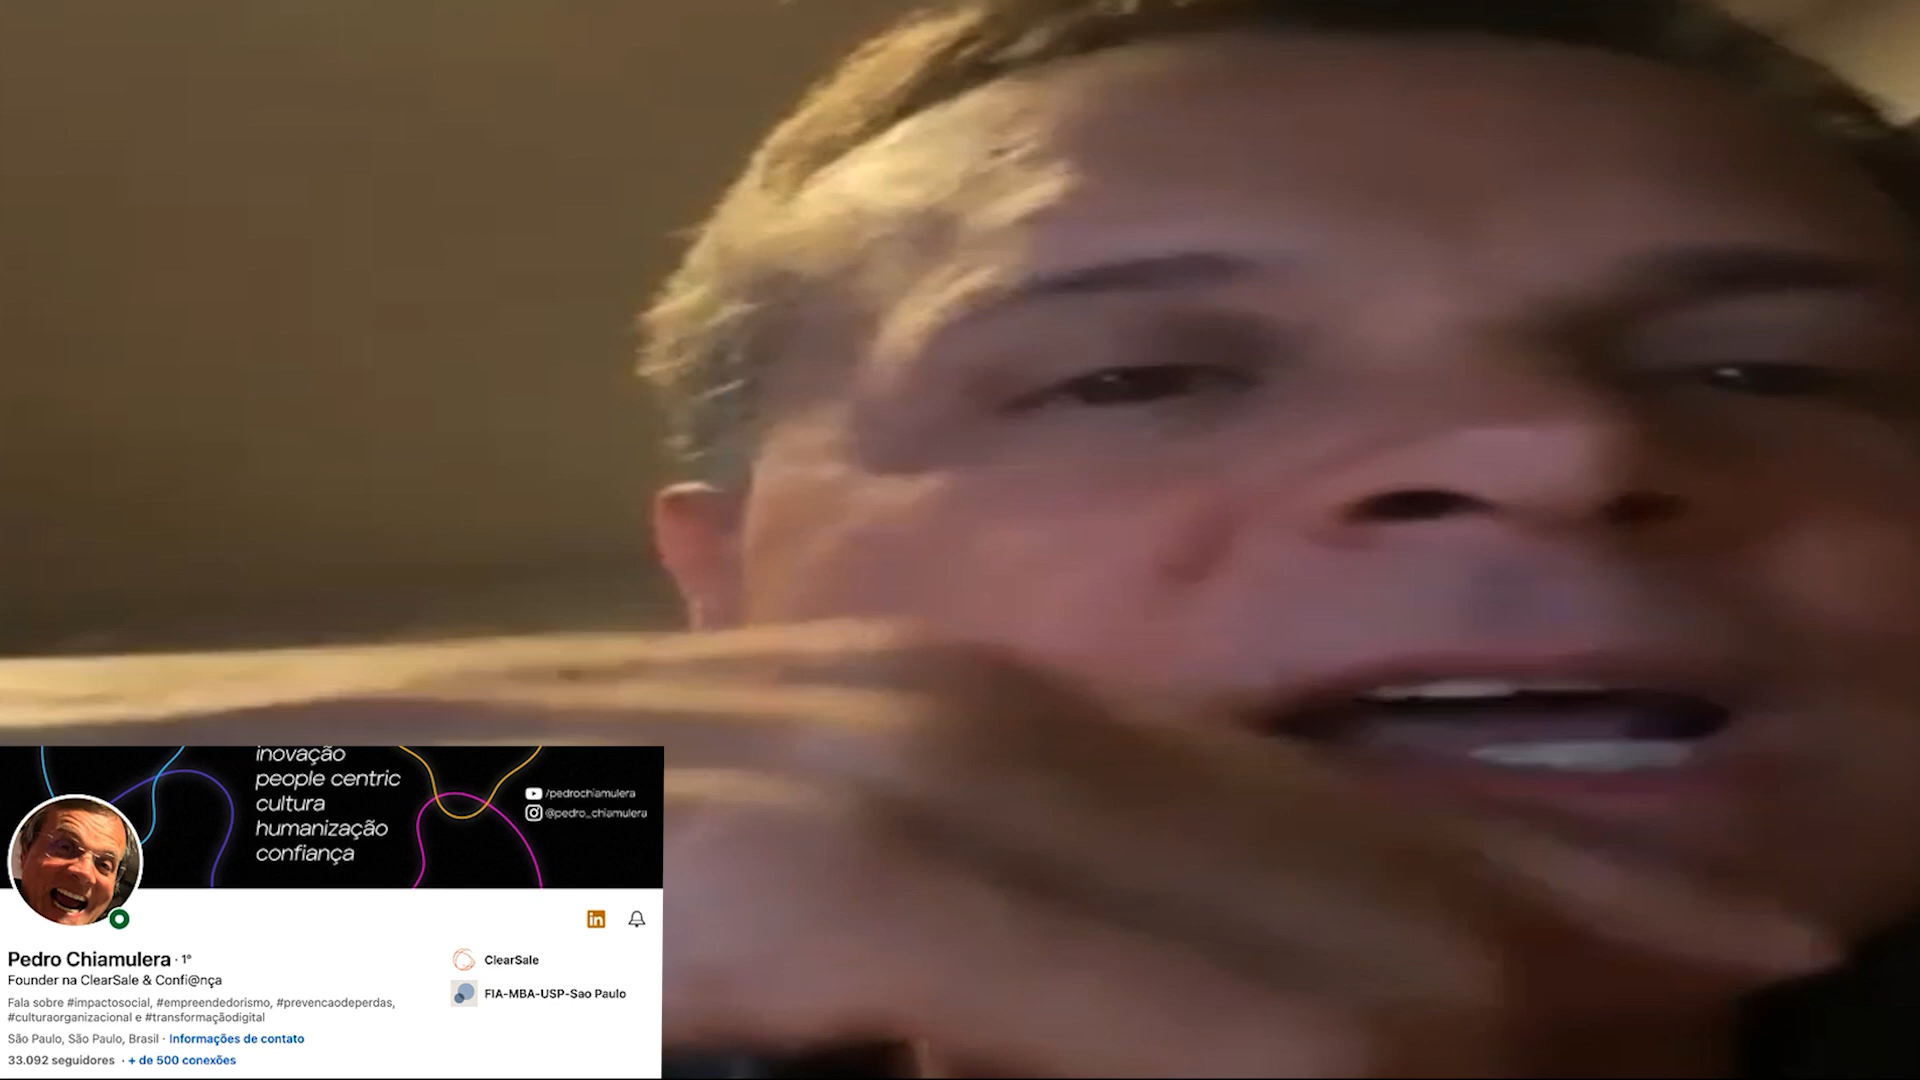 inovação
people centric
cultura
humanização
confiança
/pedrochiamulera
@pedro_chiamulera
in
Pedro Chiamulera · 1°
Founder na ClearSale & Confi@nça
Fala sobre #impactosocial, #empreendedorismo, #prevencaodeperdas,
#culturaorganizacional e #transformaçãodigital
São Paulo, São Paulo, Brasil · Informações de contato
33.092 seguidores · + de 500 conexões
ClearSale
FIA-MBA-USP-Sao Paulo